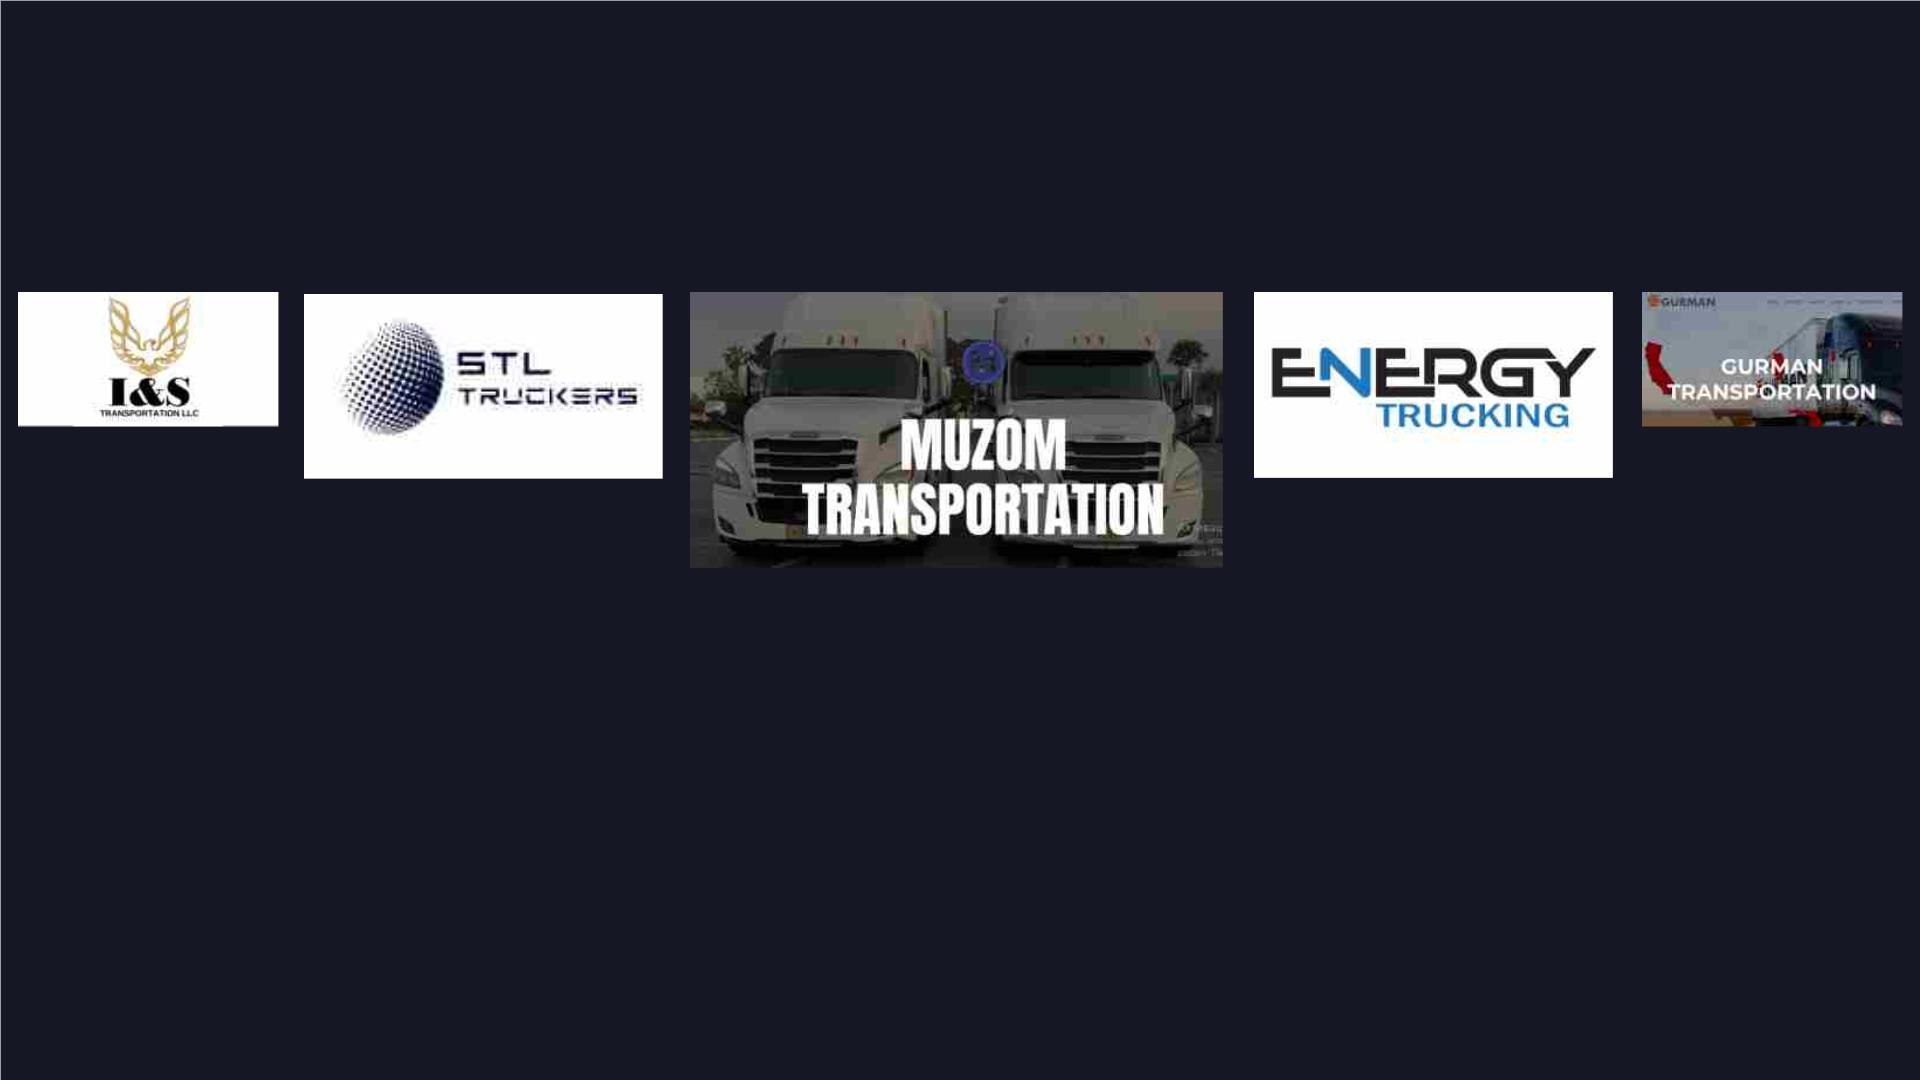 I&S
TRANSPORTATION LLC
STL
TRUCKERS
MUZOM
TRANSPORTATION
ENERGY
TRUCKING
GURMAN
GURMAN
TRANSPORTATION